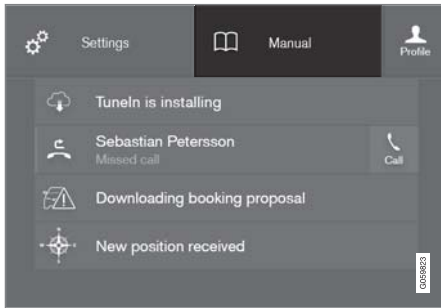 Settings
Manual
Profile
TuneIn is installing
Sebastian Petersson
Missed call
Call
Downloading booking proposal
New position received
G059823